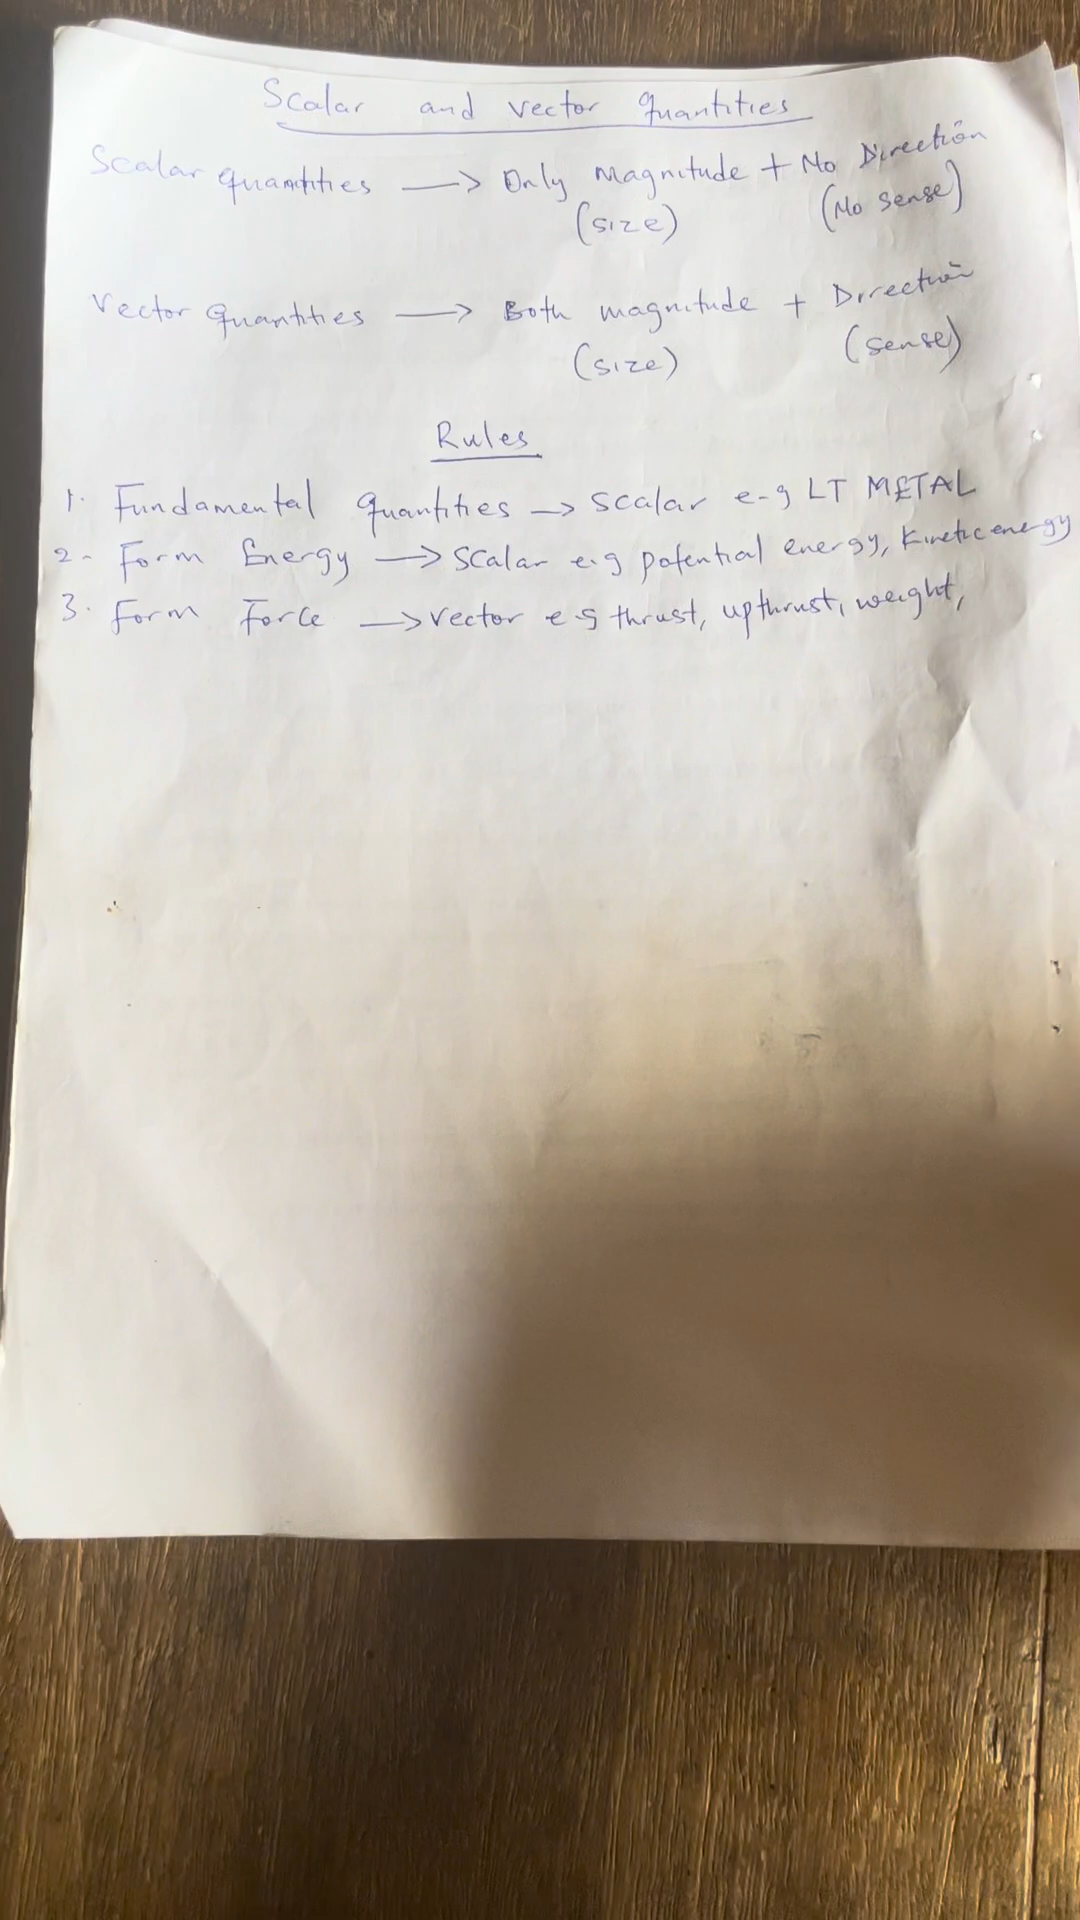 Scalar and vector Quantities
Scalar quantities → Only magnitude + No Direction
(size) (No sense)
Vector Quantities → Both magnitude + Direction
(size) (sense)
Rules
1. Fundamental quantities → scalar e-g LT METAL
2- Form Energy → Scalar e.g potential energy, Kinetic energy
3. Form Force → vector e g thrust, upthrust, weight,